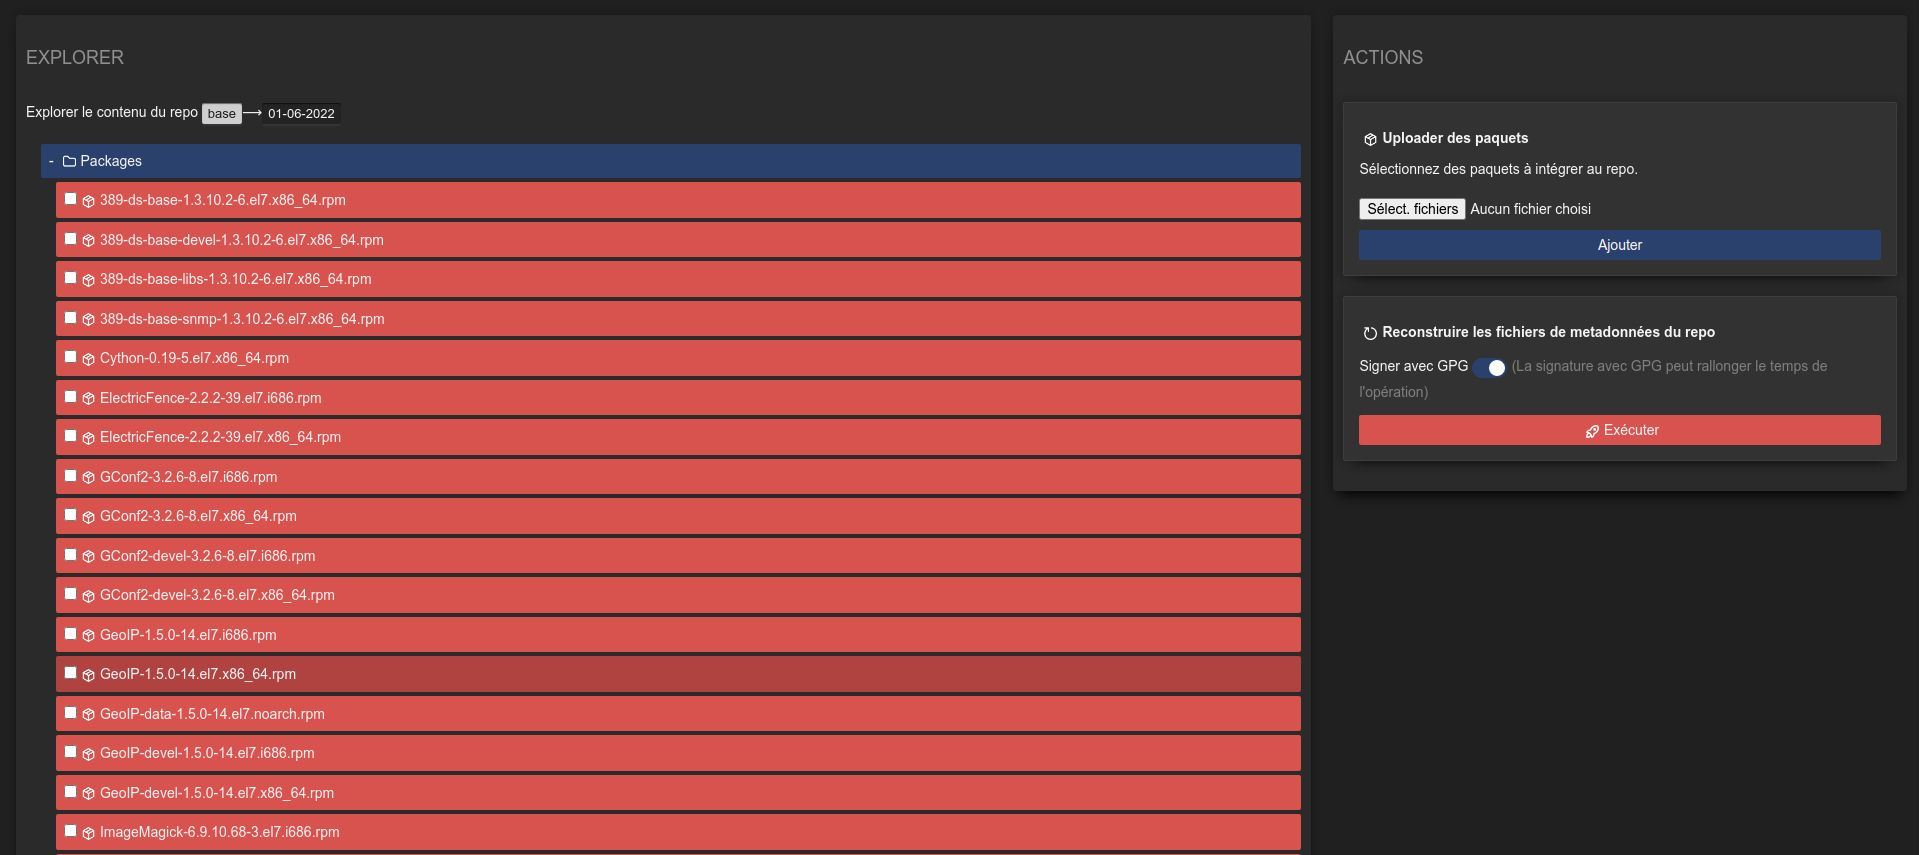 EXPLORER
Explorer le contenu du repo base⟶01-06-2022
- Packages
389-ds-base-1.3.10.2-6.el7.x86_64.rpm
389-ds-base-devel-1.3.10.2-6.el7.x86_64.rpm
389-ds-base-libs-1.3.10.2-6.el7.x86_64.rpm
389-ds-base-snmp-1.3.10.2-6.el7.x86_64.rpm
Cython-0.19-5.el7.x86_64.rpm
ElectricFence-2.2.2-39.el7.i686.rpm
ElectricFence-2.2.2-39.el7.x86_64.rpm
GConf2-3.2.6-8.el7.i686.rpm
GConf2-3.2.6-8.el7.x86_64.rpm
GConf2-devel-3.2.6-8.el7.i686.rpm
GConf2-devel-3.2.6-8.el7.x86_64.rpm
GeoIP-1.5.0-14.el7.i686.rpm
GeoIP-1.5.0-14.el7.x86_64.rpm
GeoIP-data-1.5.0-14.el7.noarch.rpm
GeoIP-devel-1.5.0-14.el7.i686.rpm
GeoIP-devel-1.5.0-14.el7.x86_64.rpm
ImageMagick-6.9.10.68-3.el7.i686.rpm
ACTIONS
Uploader des paquets
Sélectionnez des paquets à intégrer au repo.
Sélect. fichiers Aucun fichier choisi
Ajouter
Reconstruire les fichiers de metadonnées du repo
Signer avec GPG (La signature avec GPG peut rallonger le temps de
l'opération)
Exécuter